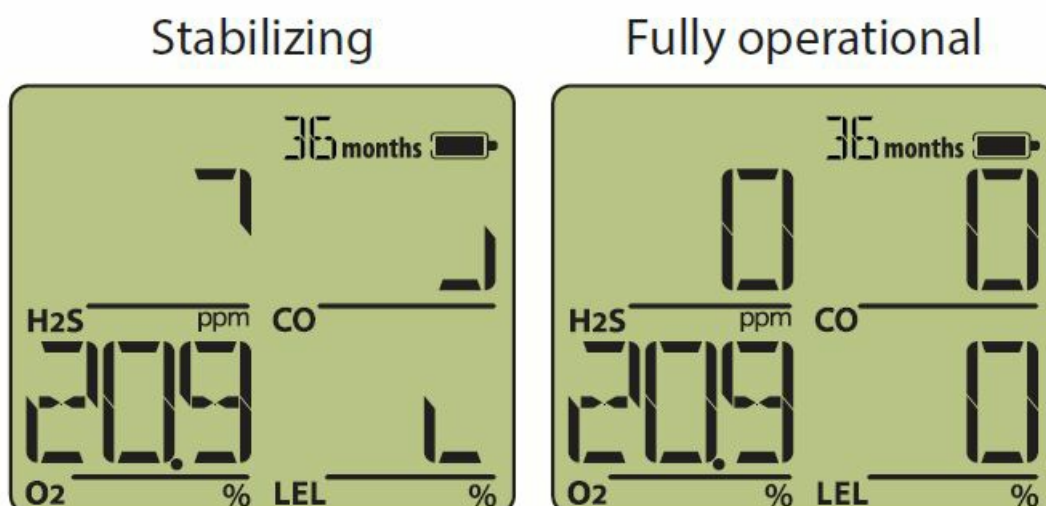 Stabilizing Fully operational
36 months 36 months
0 0
H2S ppm CO H2S ppm CO
20.9 20.9 0
O2 % LEL % O2 % LEL %